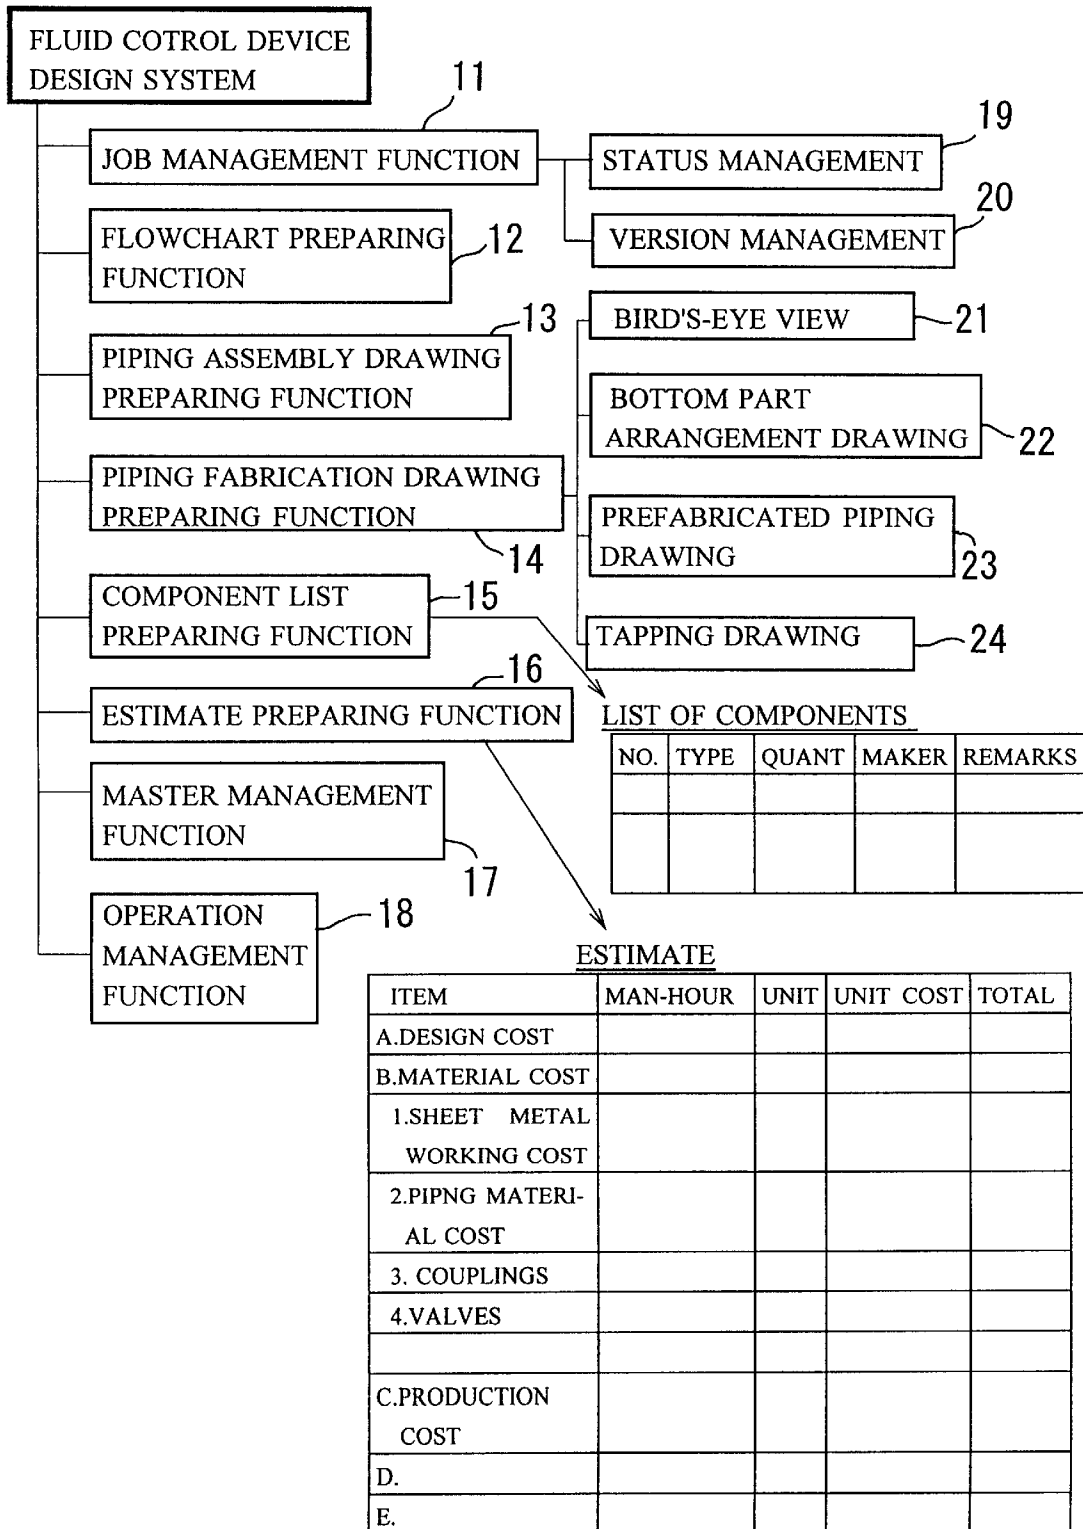 FLUID COTROL DEVICE
DESIGN SYSTEM
11
JOB MANAGEMENT FUNCTION
STATUS MANAGEMENT
19
VERSION MANAGEMENT
20
FLOWCHART PREPARING
FUNCTION
12
PIPING ASSEMBLY DRAWING
PREPARING FUNCTION
13
PIPING FABRICATION DRAWING
PREPARING FUNCTION
14
BIRD'S-EYE VIEW
21
BOTTOM PART
ARRANGEMENT DRAWING
22
PREFABRICATED PIPING
DRAWING
23
TAPPING DRAWING
24
COMPONENT LIST
PREPARING FUNCTION
15
ESTIMATE PREPARING FUNCTION
16
MASTER MANAGEMENT
FUNCTION
17
OPERATION
MANAGEMENT
FUNCTION
18
LIST OF COMPONENTS
NO. TYPE QUANT MAKER REMARKS
ESTIMATE
ITEM MAN-HOUR UNIT UNIT COST TOTAL
A.DESIGN COST
B.MATERIAL COST
1.SHEET METAL
WORKING COST
2.PIPNG MATERI-
AL COST
3. COUPLINGS
4.VALVES
C.PRODUCTION
COST
D.
E.